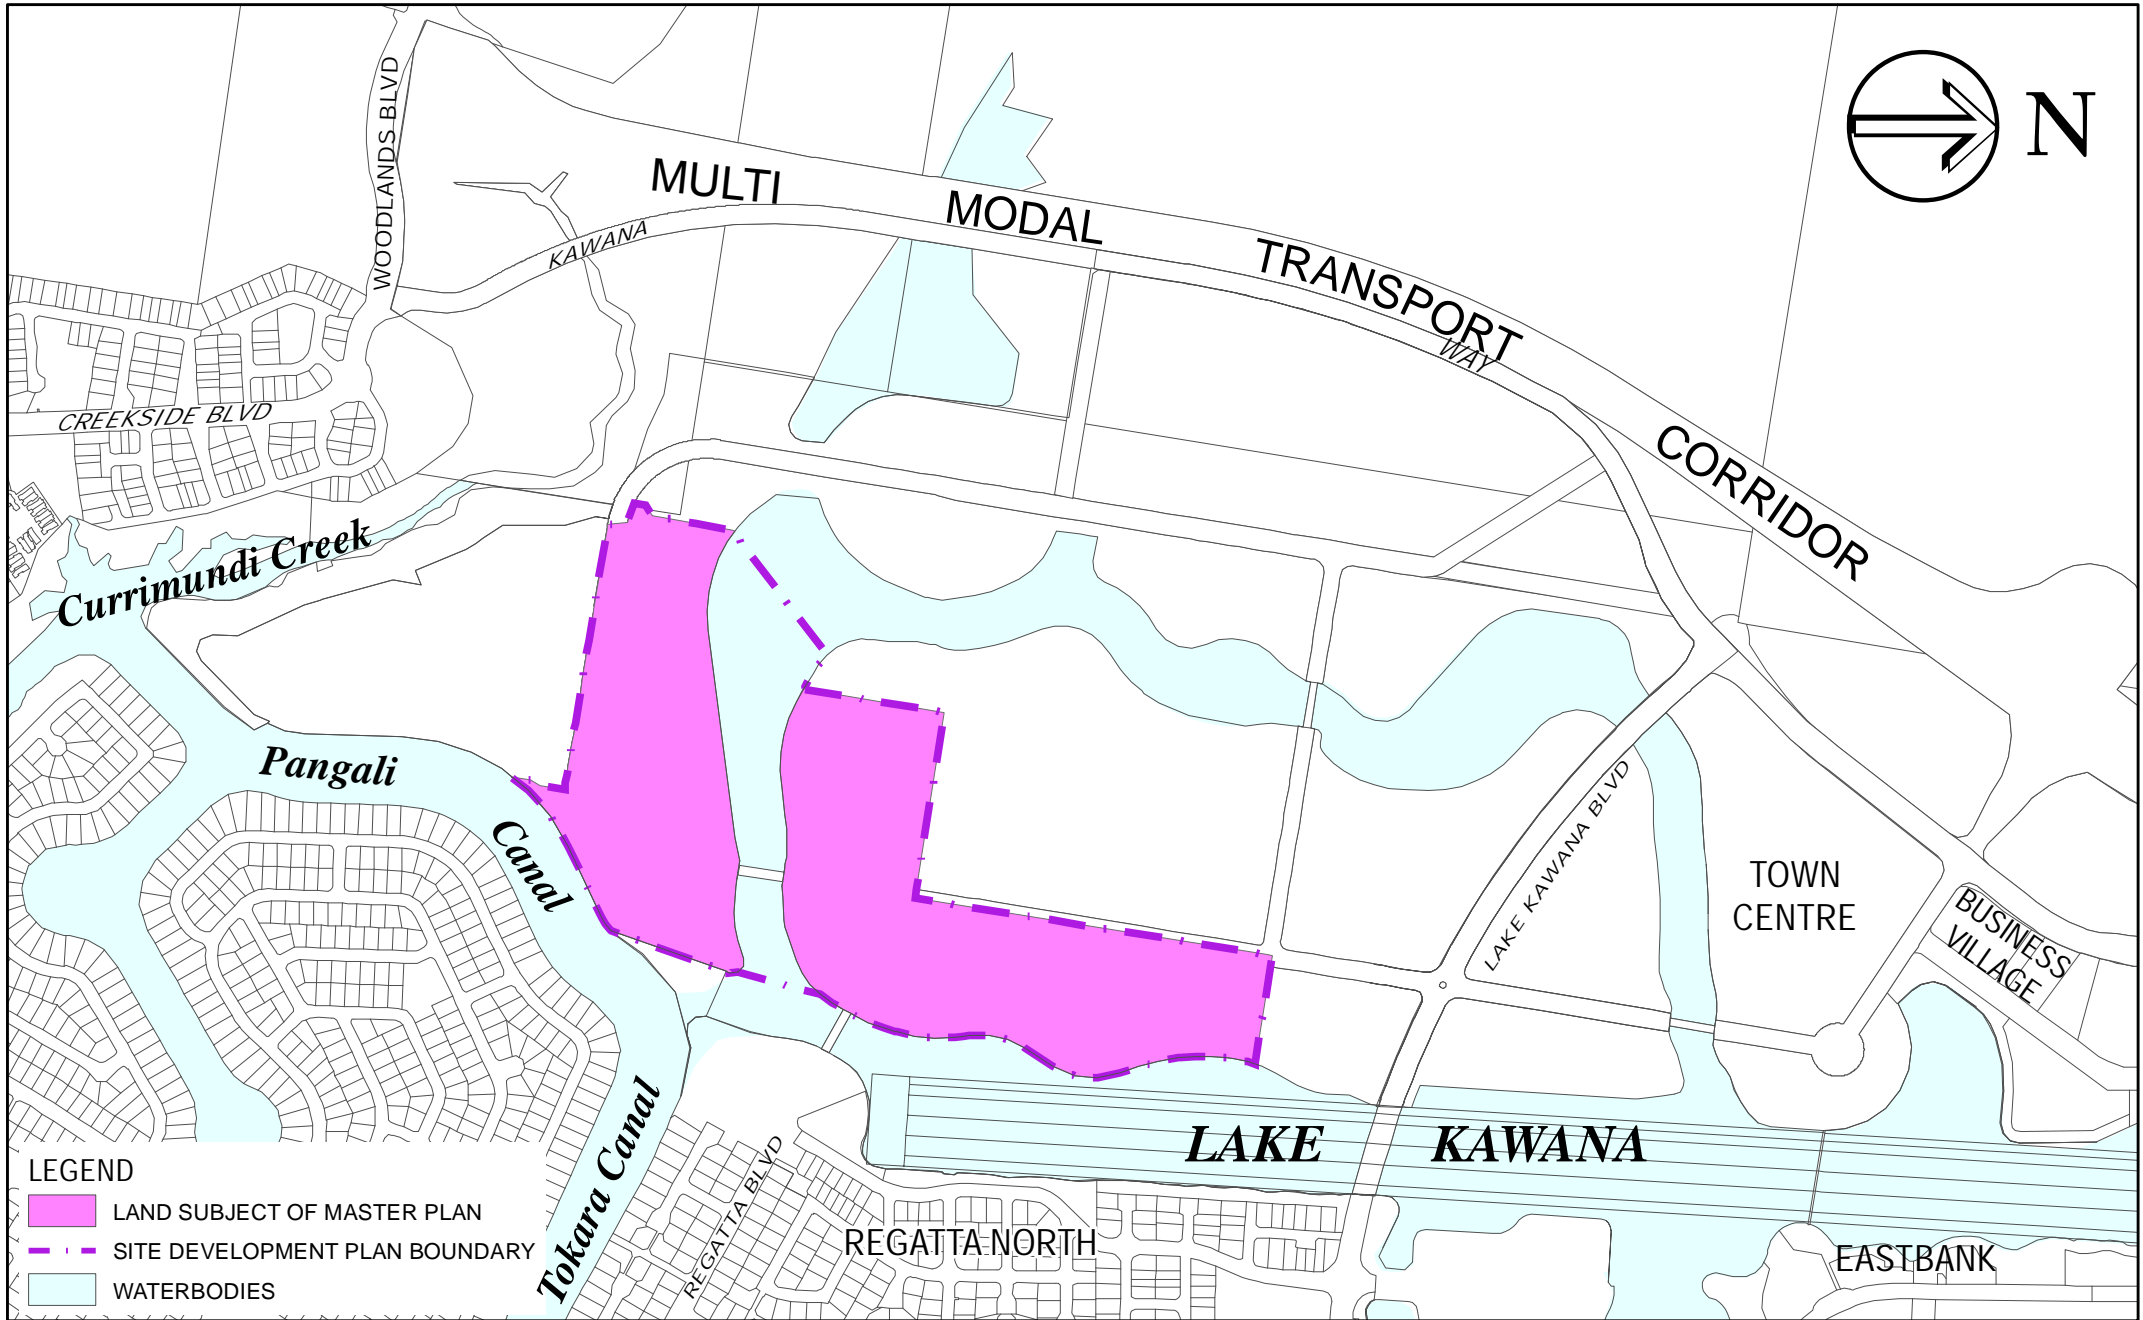 N
WOODLANDS BLVD
MULTI MODAL TRANSPORT CORRIDOR
KAWANA WAY
CREEKSIDE BLVD
Currimundi Creek
Pangali
Canal
LAKE KAWANA BLVD
TOWN
CENTRE
BUSINESS
VILLAGE
Tokara Canal
LAKE KAWANA
REGATTA BLVD
REGATTA NORTH
EASTBANK
LEGEND
LAND SUBJECT OF MASTER PLAN
SITE DEVELOPMENT PLAN BOUNDARY
WATERBODIES